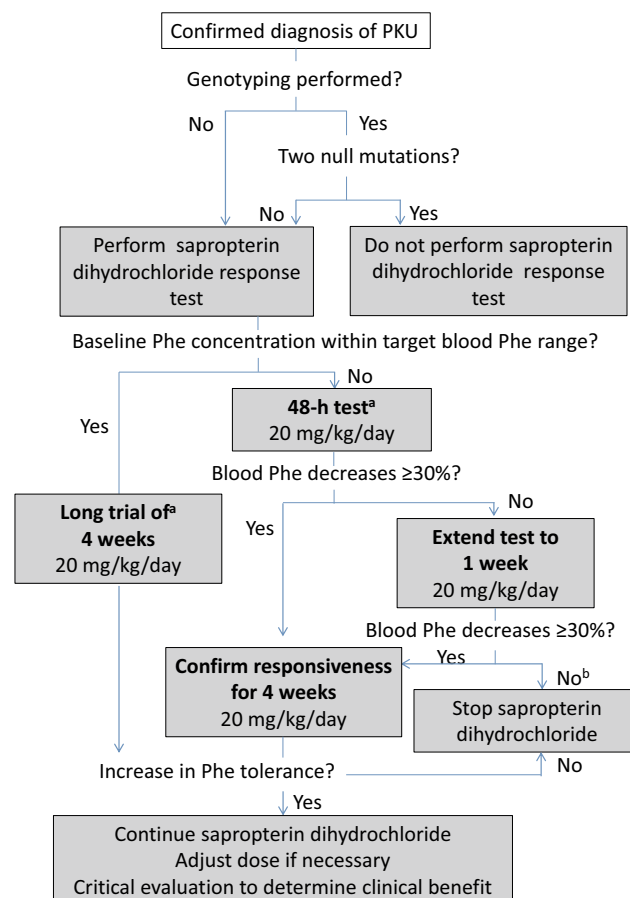 Confirmed diagnosis of PKU
Genotyping performed?
No
Yes
Two null mutations?
No
Yes
Perform sapropterin
dihydrochloride response
test
Do not perform sapropterin
dihydrochloride response
test
Baseline Phe concentration within target blood Phe range?
Yes
No
48-h testᵃ
20 mg/kg/day
Blood Phe decreases ≥30%?
Long trial ofᵃ
4 weeks
20 mg/kg/day
Yes
No
Extend test to
1 week
20 mg/kg/day
Blood Phe decreases ≥30%?
Yes
Noᵇ
Confirm responsiveness
for 4 weeks
20 mg/kg/day
Stop sapropterin
dihydrochloride
Increase in Phe tolerance?
No
Yes
Continue sapropterin dihydrochloride
Adjust dose if necessary
Critical evaluation to determine clinical benefit